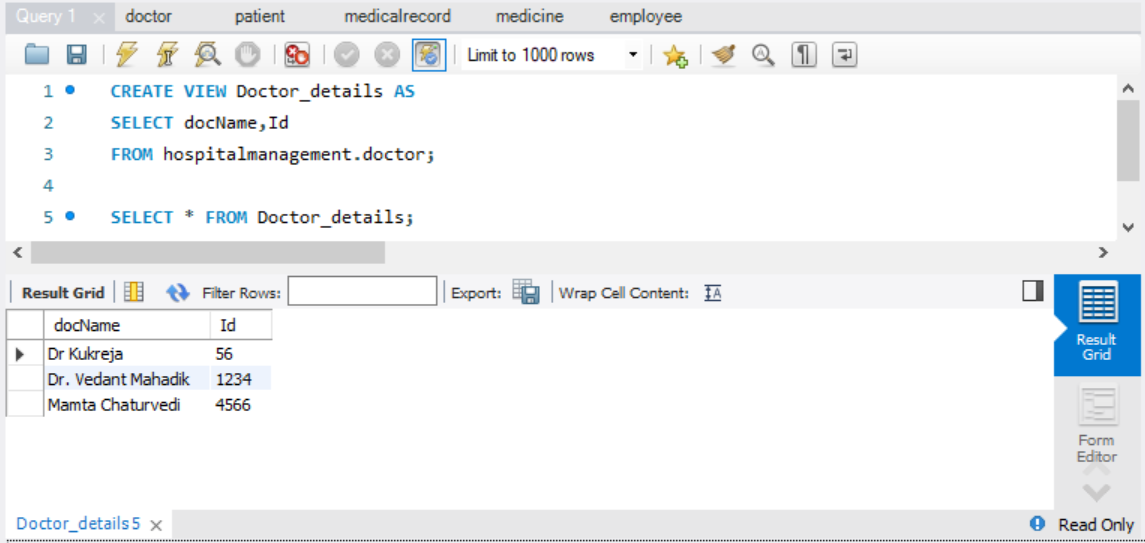 Query 1 doctor patient medicalrecord medicine employee
Limit to 1000 rows
1 CREATE VIEW Doctor_details AS
2 SELECT docName,Id
3 FROM hospitalmanagement.doctor;
4
5 SELECT * FROM Doctor_details;
Result Grid Filter Rows: Export: Wrap Cell Content: IA
docName Id
Dr Kukreja 56
Dr. Vedant Mahadik 1234
Mamta Chaturvedi 4566
Result
Grid
Form
Editor
Doctor_details 5 Read Only